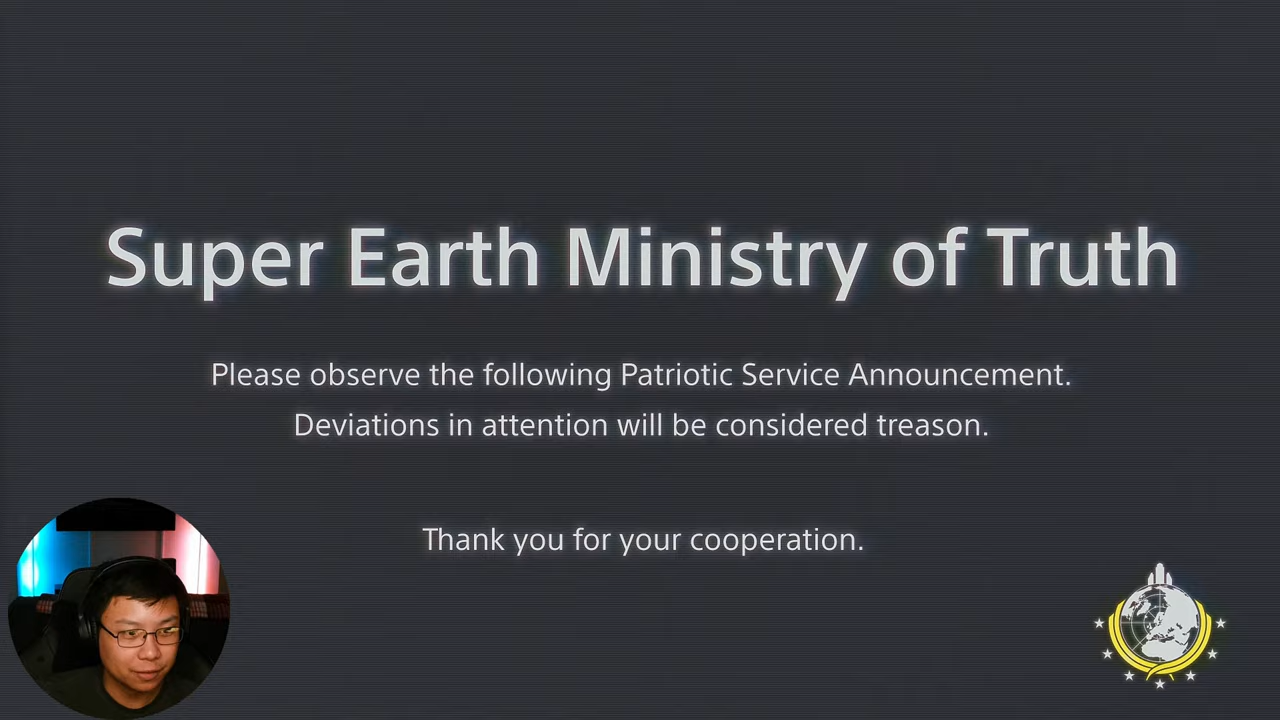 Super Earth Ministry of Truth
Please observe the following Patriotic Service Announcement.
Deviations in attention will be considered treason.
Thank you for your cooperation.